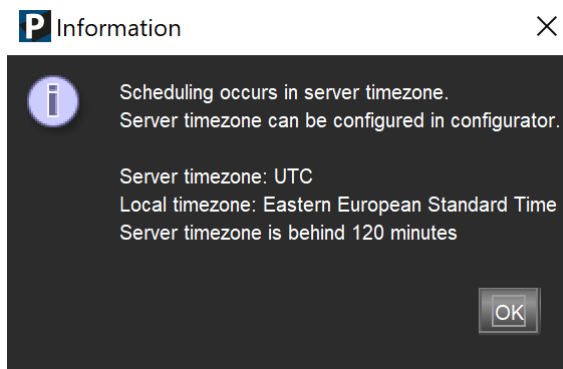 P Information
Scheduling occurs in server timezone.
Server timezone can be configured in configurator.
Server timezone: UTC
Local timezone: Eastern European Standard Time
Server timezone is behind 120 minutes
OK